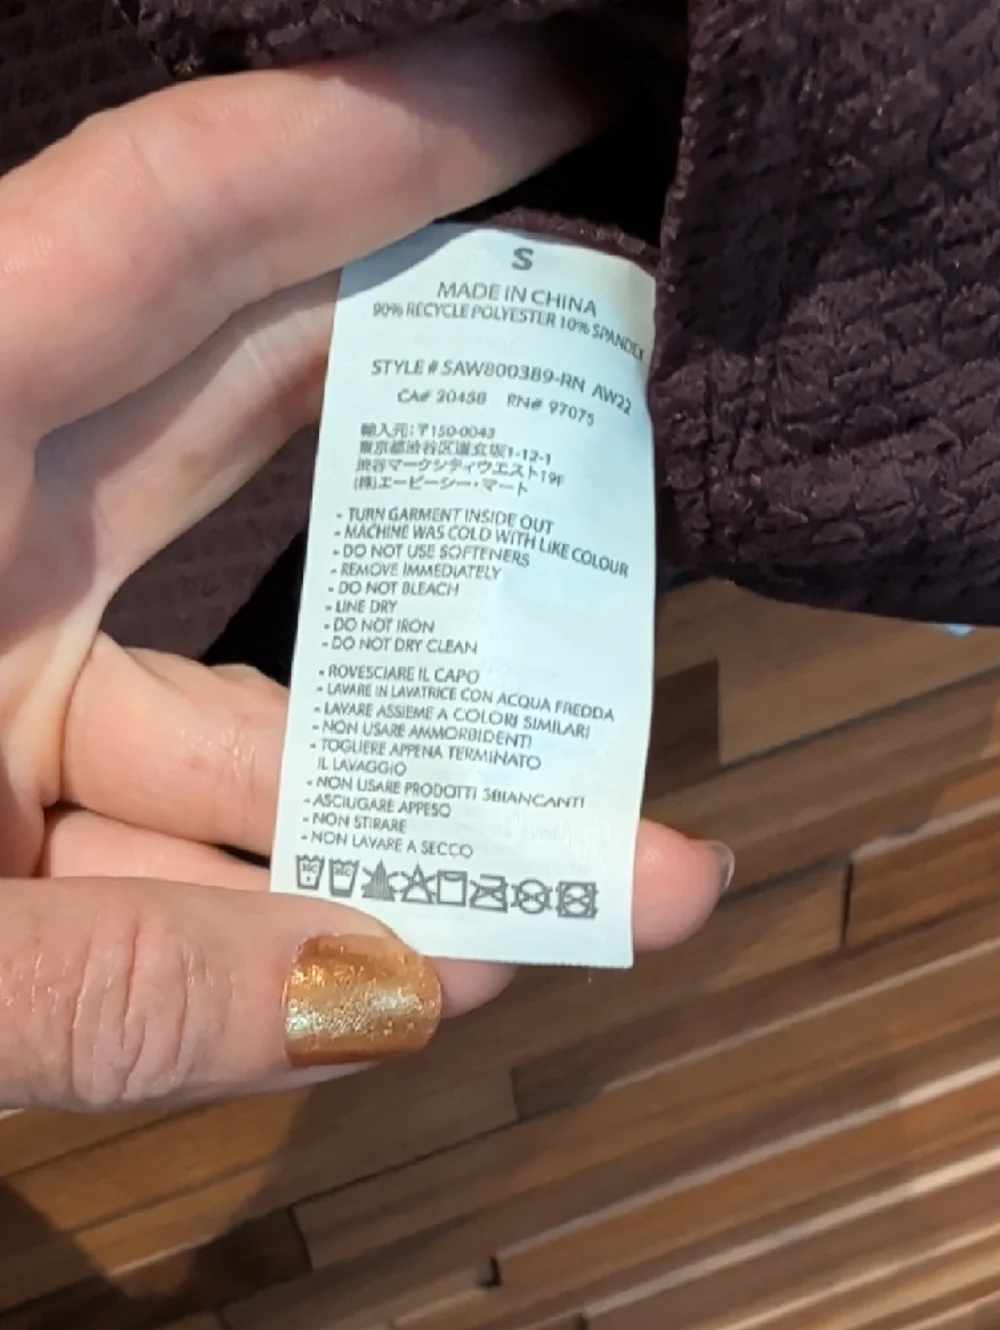 S
MADE IN CHINA
90% RECYCLE POLYESTER 10% SPANDEX
STYLE # SAW800389-RN AW22
CA# 20458 RN# 97075
輸入元:〒150-0043
東京都渋谷区道玄坂1-12-1
渋谷マークシティウエスト19F
(株)エービーシー・マート
- TURN GARMENT INSIDE OUT
- MACHINE WAS COLD WITH LIKE COLOUR
- DO NOT USE SOFTENERS
- REMOVE IMMEDIATELY
- DO NOT BLEACH
- LINE DRY
- DO NOT IRON
- DO NOT DRY CLEAN
- ROVESCIARE IL CAPO
- LAVARE IN LAVATRICE CON ACQUA FREDDA
- LAVARE ASSIEME A COLORI SIMILARI
- NON USARE AMMORBIDENTI
- TOGLIERE APPENA TERMINATO
IL LAVAGGIO
- NON USARE PRODOTTI SBIANCANTI
- ASCIUGARE APPESO
- NON STIRARE
- NON LAVARE A SECCO